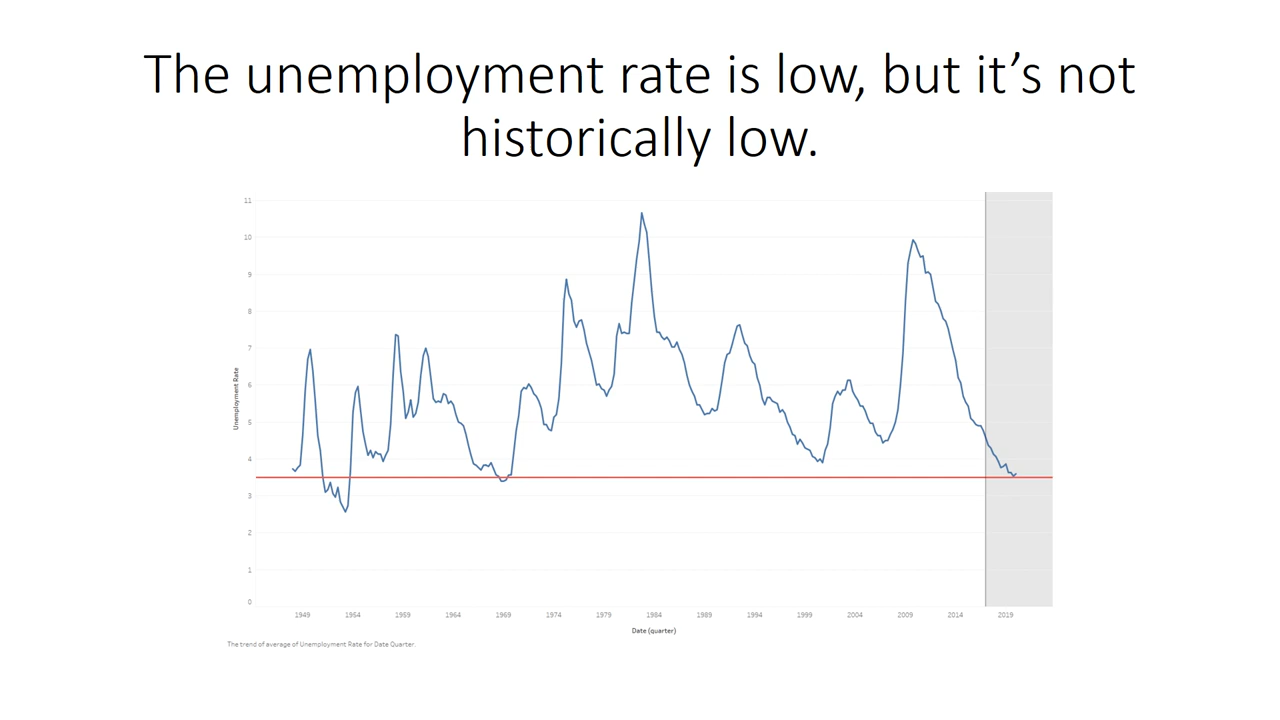 The unemployment rate is low, but it’s not
historically low.
11
10
9
8
7
6
5
4
3
2
1
0
Unemployment Rate
1949 1954 1959 1964 1969 1974 1979 1984 1989 1994 1999 2004 2009 2014 2019
Date (quarter)
The trend of average of Unemployment Rate for Date Quarter.